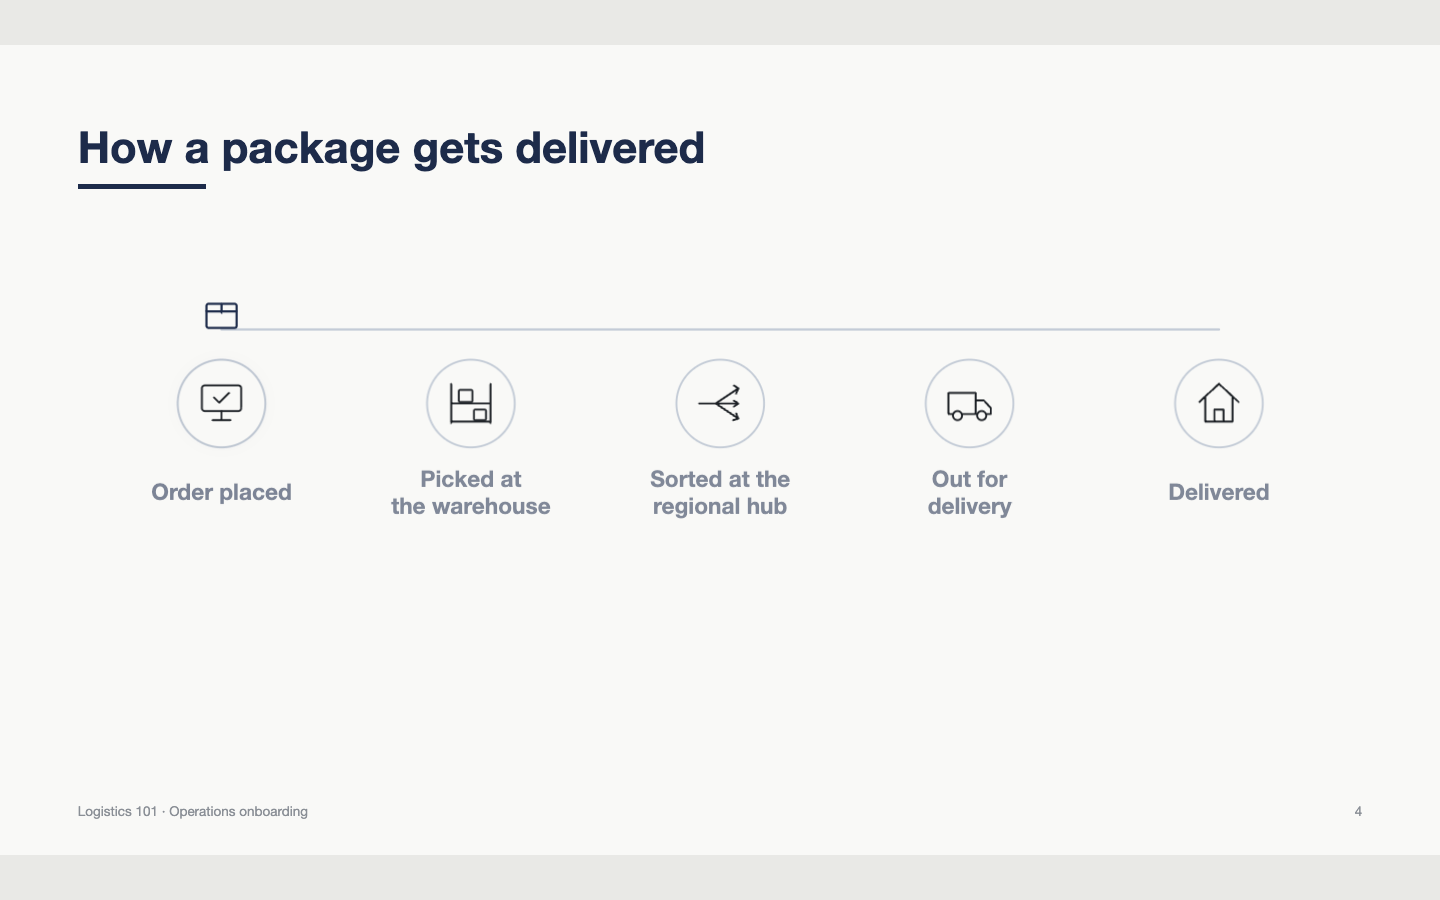 How a package gets delivered
Order placed
Picked at
the warehouse
Sorted at the
regional hub
Out for
delivery
Delivered
Logistics 101 · Operations onboarding
4